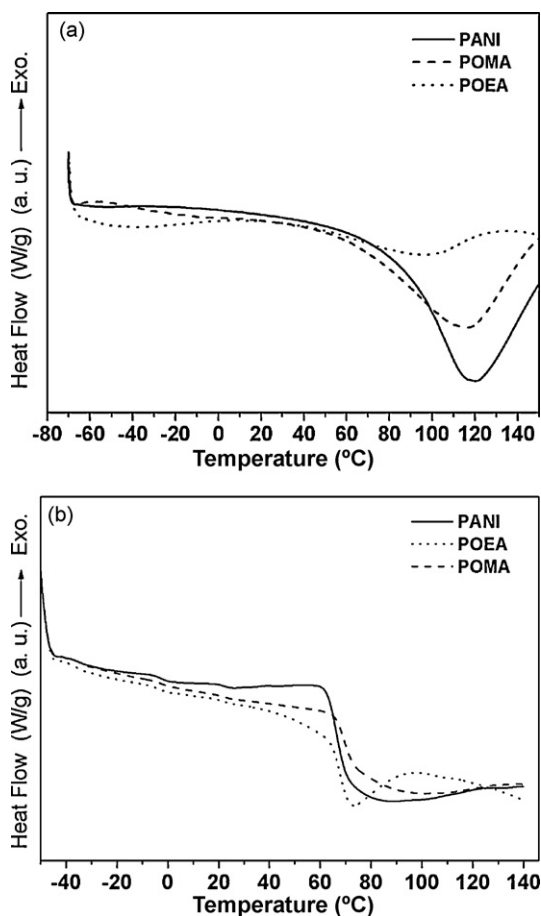 (a)
PANI
POMA
POEA
Heat Flow (W/g) (a. u.) ⟶ Exo.
-80 -60 -40 -20 0 20 40 60 80 100 120 140
Temperature (ºC)
(b)
PANI
POEA
POMA
Heat Flow (W/g) (a. u.) ⟶ Exo.
-40 -20 0 20 40 60 80 100 120 140
Temperature (ºC)